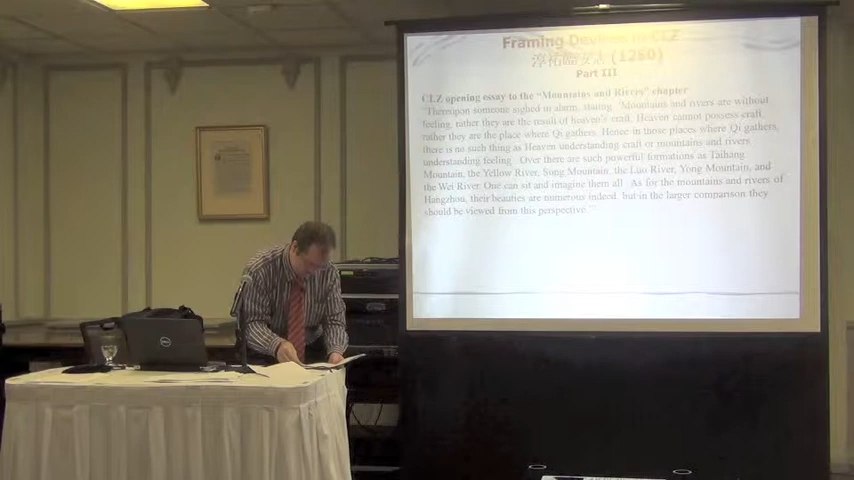 Framing Devices in CLZ
淳祐臨安志 (1260)
Part III
CLZ opening essay to the "Mountains and Rivers" chapter
"Thereupon someone sighed in alarm, stating, 'Mountains and rivers are without
feeling, rather they are the result of heaven's craft. Heaven cannot possess craft,
rather they are the place where Qi gathers. Hence in those places where Qi gathers,
there is no such thing as Heaven understanding craft or mountains and rivers
understanding feeling. Over there are such powerful formations as Taihang
Mountain, the Yellow River, Song Mountain, the Luo River, Yong Mountain, and
the Wei River. One can sit and imagine them all. As for the mountains and rivers of
Hangzhou, their beauties are numerous indeed, but in the larger comparison they
should be viewed from this perspective.'"
DELL